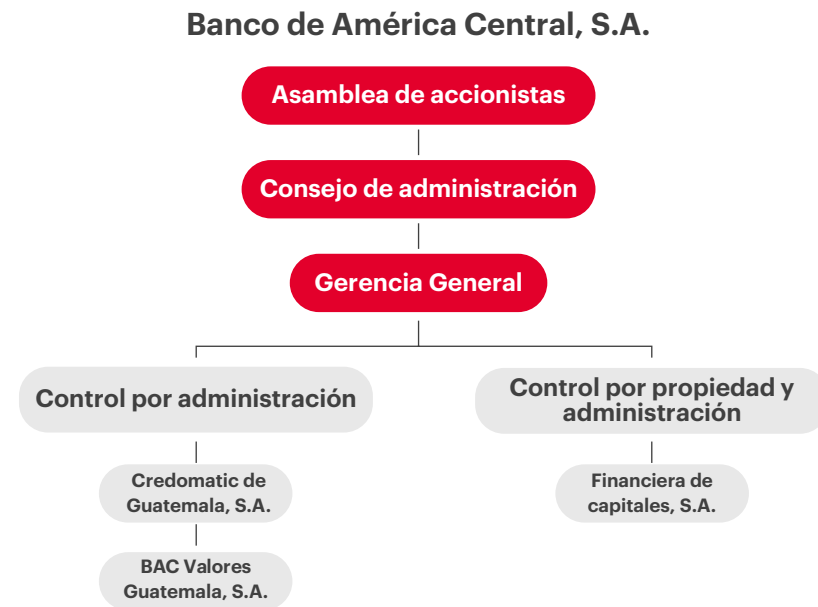 Banco de América Central, S.A.
Asamblea de accionistas
Consejo de administración
Gerencia General
Control por administración
Control por propiedad y
administración
Credomatic de
Guatemala, S.A.
Financiera de
capitales, S.A.
BAC Valores
Guatemala, S.A.